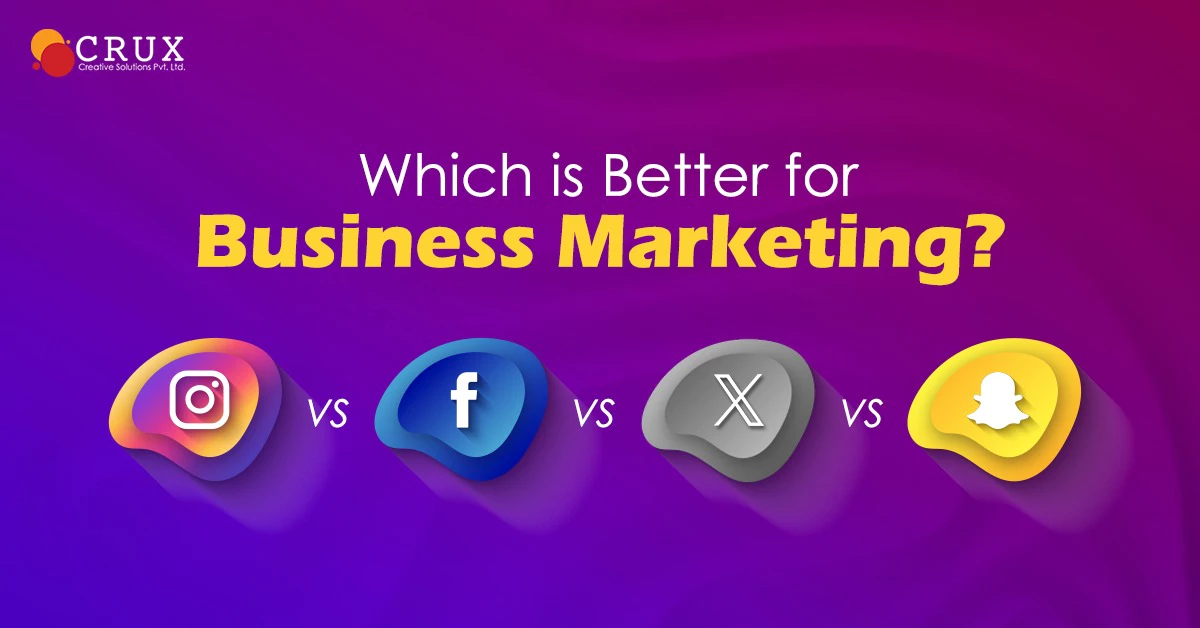 CRUX
Creative Solutions Pvt. Ltd.
Which is Better for
Business Marketing?
VS VS VS